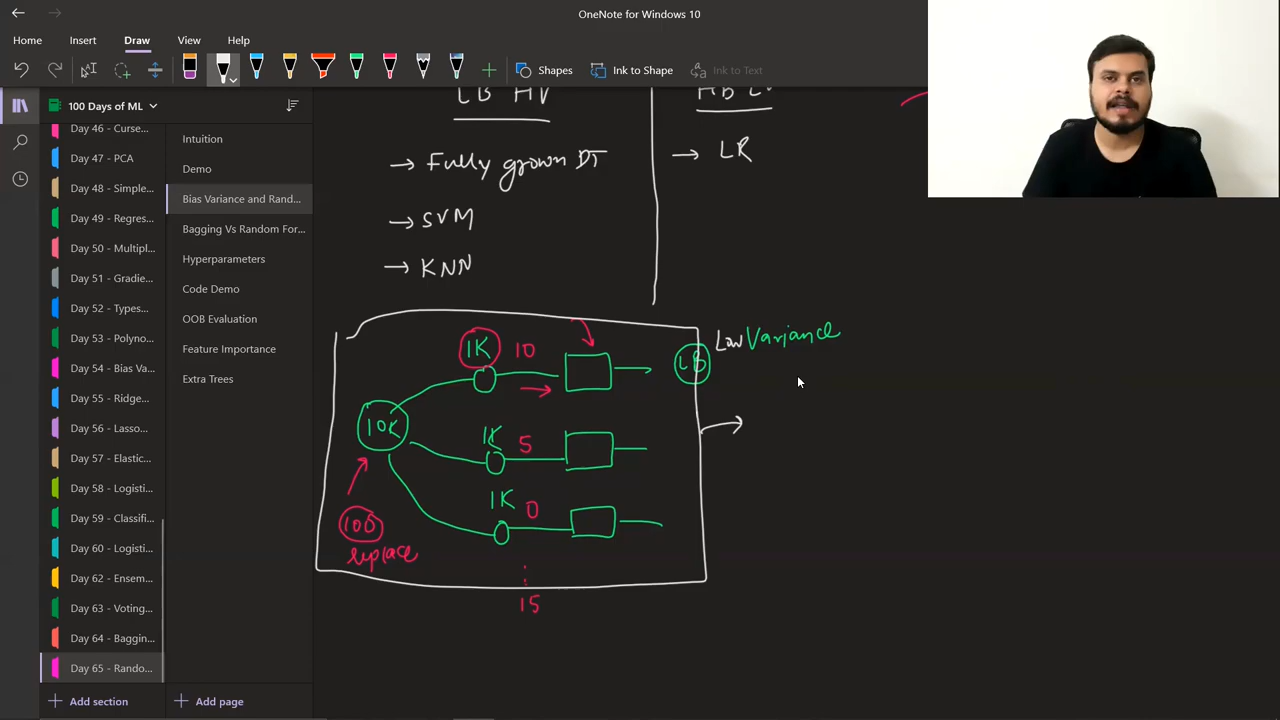 OneNote for Windows 10
Home Insert Draw View Help
Shapes Ink to Shape Ink to Text
100 Days of ML
Day 46 - Curse...
Day 47 - PCA
Day 48 - Simple...
Day 49 - Regres...
Day 50 - Multipl...
Day 51 - Gradie...
Day 52 - Types...
Day 53 - Polyno...
Day 54 - Bias Va...
Day 55 - Ridge...
Day 56 - Lasso...
Day 57 - Elastic...
Day 58 - Logisti...
Day 59 - Classifi...
Day 60 - Logisti...
Day 62 - Ensem...
Day 63 - Voting...
Day 64 - Baggin...
Day 65 - Rando...
Add section
Intuition
Demo
Bias Variance and Rand...
Bagging Vs Random For...
Hyperparameters
Code Demo
OOB Evaluation
Feature Importance
Extra Trees
Add page
LB HV
→ Fully grown DT
→ SVM
→ KNN
HB LV
→ LR
1K 10
LB
Low Variance
10K
1K 5
1K 0
100
replace
15